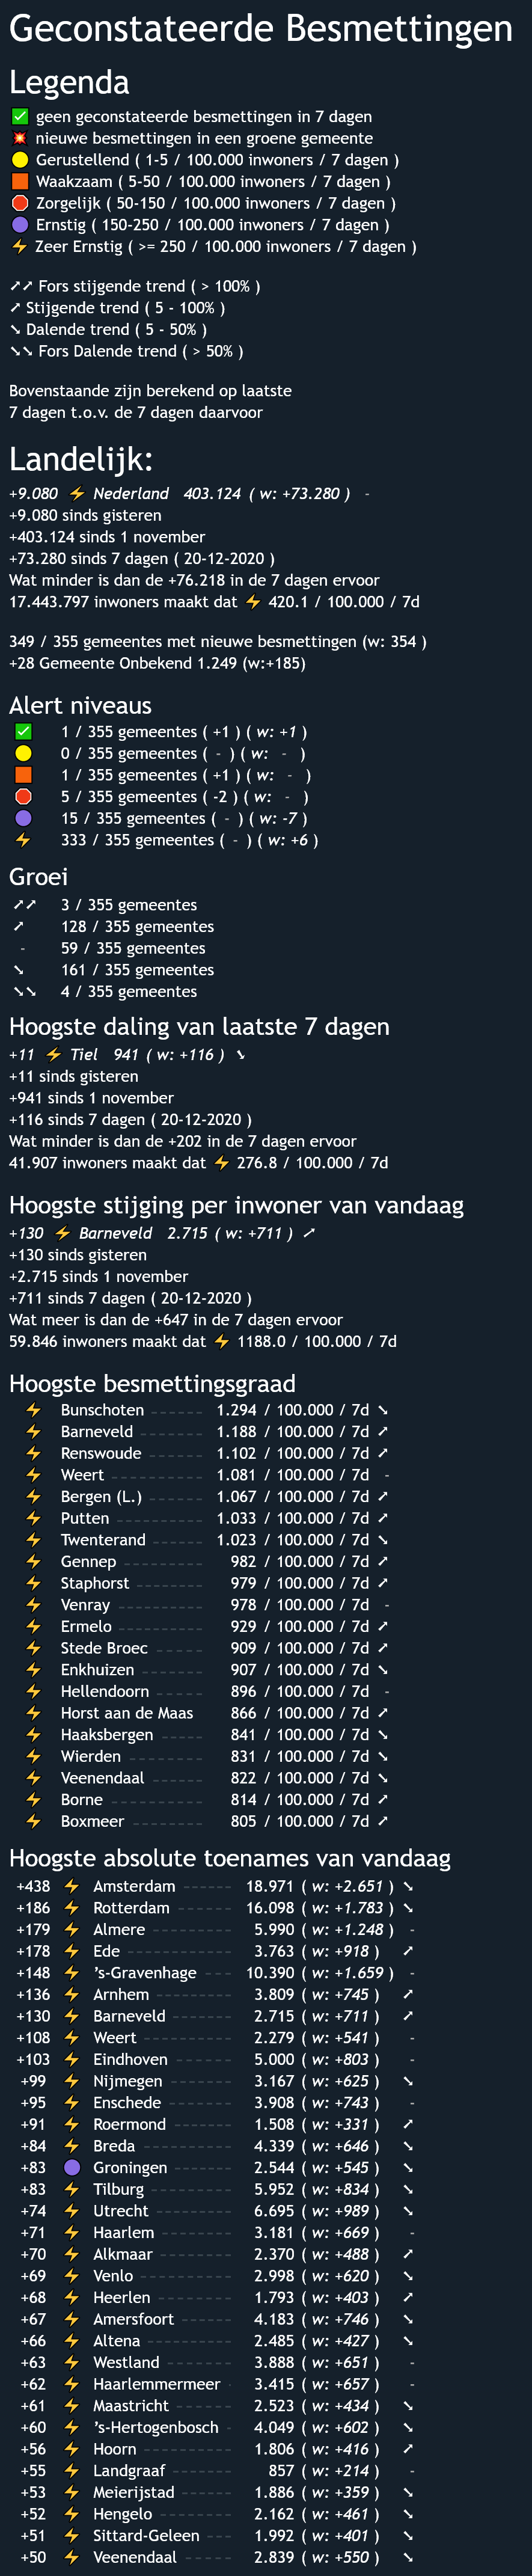 Geconstateerde Besmettingen
Legenda
✅ geen geconstateerde besmettingen in 7 dagen
💥 nieuwe besmettingen in een groene gemeente
🟡 Gerustellend ( 1-5 / 100.000 inwoners / 7 dagen )
🟧 Waakzaam ( 5-50 / 100.000 inwoners / 7 dagen )
🛑 Zorgelijk ( 50-150 / 100.000 inwoners / 7 dagen )
🟣 Ernstig ( 150-250 / 100.000 inwoners / 7 dagen )
⚡ Zeer Ernstig ( >= 250 / 100.000 inwoners / 7 dagen )
➚➚ Fors stijgende trend ( > 100% )
➚ Stijgende trend ( 5 - 100% )
➘ Dalende trend ( 5 - 50% )
➘➘ Fors Dalende trend ( > 50% )
Bovenstaande zijn berekend op laatste
7 dagen t.o.v. de 7 dagen daarvoor
Landelijk:
+9.080 ⚡ Nederland 403.124 ( w: +73.280 ) -
+9.080 sinds gisteren
+403.124 sinds 1 november
+73.280 sinds 7 dagen ( 20-12-2020 )
Wat minder is dan de +76.218 in de 7 dagen ervoor
17.443.797 inwoners maakt dat ⚡ 420.1 / 100.000 / 7d
349 / 355 gemeentes met nieuwe besmettingen (w: 354 )
+28 Gemeente Onbekend 1.249 (w:+185)
Alert niveaus
✅ 1 / 355 gemeentes ( +1 ) ( w: +1 )
🟡 0 / 355 gemeentes ( - ) ( w: - )
🟧 1 / 355 gemeentes ( +1 ) ( w: - )
🛑 5 / 355 gemeentes ( -2 ) ( w: - )
🟣 15 / 355 gemeentes ( - ) ( w: -7 )
⚡ 333 / 355 gemeentes ( - ) ( w: +6 )
Groei
➚➚ 3 / 355 gemeentes
➚ 128 / 355 gemeentes
- 59 / 355 gemeentes
➘ 161 / 355 gemeentes
➘➘ 4 / 355 gemeentes
Hoogste daling van laatste 7 dagen
+11 ⚡ Tiel 941 ( w: +116 ) ➘
+11 sinds gisteren
+941 sinds 1 november
+116 sinds 7 dagen ( 20-12-2020 )
Wat minder is dan de +202 in de 7 dagen ervoor
41.907 inwoners maakt dat ⚡ 276.8 / 100.000 / 7d
Hoogste stijging per inwoner van vandaag
+130 ⚡ Barneveld 2.715 ( w: +711 ) ➚
+130 sinds gisteren
+2.715 sinds 1 november
+711 sinds 7 dagen ( 20-12-2020 )
Wat meer is dan de +647 in de 7 dagen ervoor
59.846 inwoners maakt dat ⚡ 1188.0 / 100.000 / 7d
Hoogste besmettingsgraad
⚡ Bunschoten ------ 1.294 / 100.000 / 7d ➘
⚡ Barneveld ------- 1.188 / 100.000 / 7d ➚
⚡ Renswoude ------ 1.102 / 100.000 / 7d ➚
⚡ Weert ---------- 1.081 / 100.000 / 7d -
⚡ Bergen (L.) ------ 1.067 / 100.000 / 7d ➚
⚡ Putten --------- 1.033 / 100.000 / 7d ➚
⚡ Twenterand ------ 1.023 / 100.000 / 7d ➘
⚡ Gennep --------- 982 / 100.000 / 7d ➚
⚡ Staphorst ------- 979 / 100.000 / 7d ➚
⚡ Venray --------- 978 / 100.000 / 7d -
⚡ Ermelo --------- 929 / 100.000 / 7d ➚
⚡ Stede Broec ----- 909 / 100.000 / 7d ➚
⚡ Enkhuizen ------- 907 / 100.000 / 7d ➘
⚡ Hellendoorn ----- 896 / 100.000 / 7d -
⚡ Horst aan de Maas 866 / 100.000 / 7d ➚
⚡ Haaksbergen ----- 841 / 100.000 / 7d ➘
⚡ Wierden -------- 831 / 100.000 / 7d ➘
⚡ Veenendaal ------ 822 / 100.000 / 7d ➘
⚡ Borne ---------- 814 / 100.000 / 7d ➚
⚡ Boxmeer -------- 805 / 100.000 / 7d ➚
Hoogste absolute toenames van vandaag
+438 ⚡ Amsterdam ------ 18.971 ( w: +2.651 ) ➘
+186 ⚡ Rotterdam ------ 16.098 ( w: +1.783 ) ➘
+179 ⚡ Almere --------- 5.990 ( w: +1.248 ) -
+178 ⚡ Ede ------------ 3.763 ( w: +918 ) ➚
+148 ⚡ 's-Gravenhage --- 10.390 ( w: +1.659 ) -
+136 ⚡ Arnhem --------- 3.809 ( w: +745 ) ➚
+130 ⚡ Barneveld ------- 2.715 ( w: +711 ) ➚
+108 ⚡ Weert ---------- 2.279 ( w: +541 ) -
+103 ⚡ Eindhoven ------ 5.000 ( w: +803 ) -
+99 ⚡ Nijmegen ------- 3.167 ( w: +625 ) ➘
+95 ⚡ Enschede ------- 3.908 ( w: +743 ) -
+91 ⚡ Roermond ------ 1.508 ( w: +331 ) ➚
+84 ⚡ Breda ---------- 4.339 ( w: +646 ) ➘
+83 🟣 Groningen ------ 2.544 ( w: +545 ) ➘
+83 ⚡ Tilburg --------- 5.952 ( w: +834 ) ➘
+74 ⚡ Utrecht -------- 6.695 ( w: +989 ) ➘
+71 ⚡ Haarlem -------- 3.181 ( w: +669 ) -
+70 ⚡ Alkmaar -------- 2.370 ( w: +488 ) ➚
+69 ⚡ Venlo ---------- 2.998 ( w: +620 ) ➘
+68 ⚡ Heerlen -------- 1.793 ( w: +403 ) ➚
+67 ⚡ Amersfoort ------ 4.183 ( w: +746 ) ➘
+66 ⚡ Altena --------- 2.485 ( w: +427 ) ➘
+63 ⚡ Westland ------- 3.888 ( w: +651 ) -
+62 ⚡ Haarlemmermeer - 3.415 ( w: +657 ) -
+61 ⚡ Maastricht ------ 2.523 ( w: +434 ) ➘
+60 ⚡ 's-Hertogenbosch - 4.049 ( w: +602 ) ➘
+56 ⚡ Hoorn ---------- 1.806 ( w: +416 ) ➚
+55 ⚡ Landgraaf ------- 857 ( w: +214 ) -
+53 ⚡ Meierijstad ------ 1.886 ( w: +359 ) ➘
+52 ⚡ Hengelo -------- 2.162 ( w: +461 ) ➘
+51 ⚡ Sittard-Geleen --- 1.992 ( w: +401 ) ➘
+50 ⚡ Veenendaal ------ 2.839 ( w: +550 ) ➘